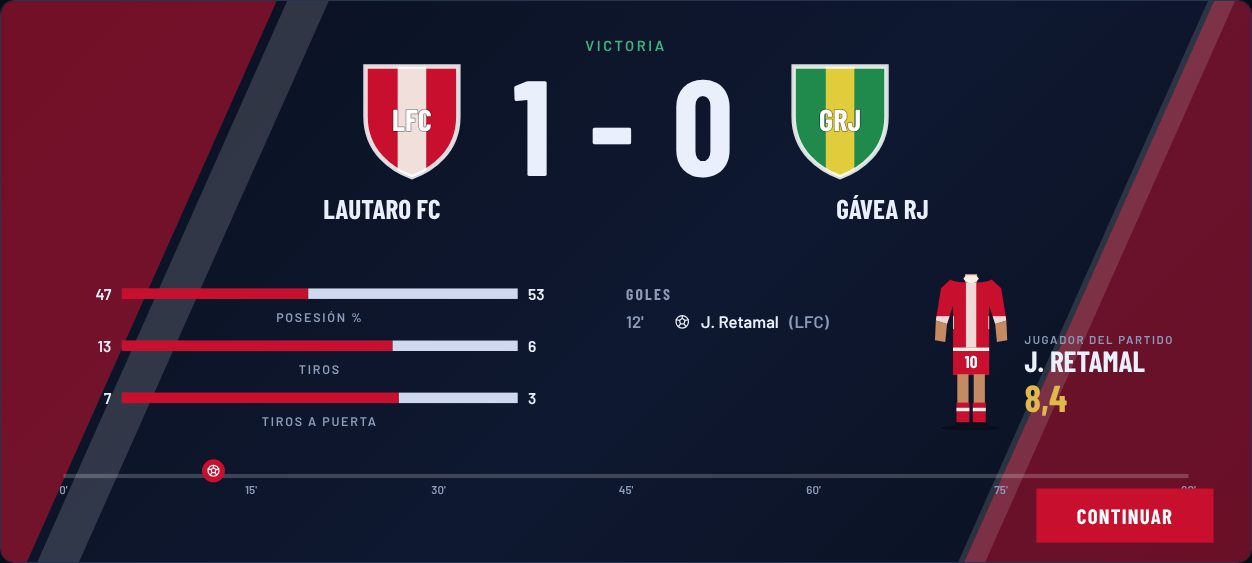 VICTORIA
LFC
1 - 0
GRJ
LAUTARO FC
GÁVEA RJ
47
53
POSESIÓN %
13
6
TIROS
7
3
TIROS A PUERTA
GOLES
12' J. Retamal (LFC)
10
JUGADOR DEL PARTIDO
J. RETAMAL
8,4
0' 15' 30' 45' 60' 75' 90'
CONTINUAR